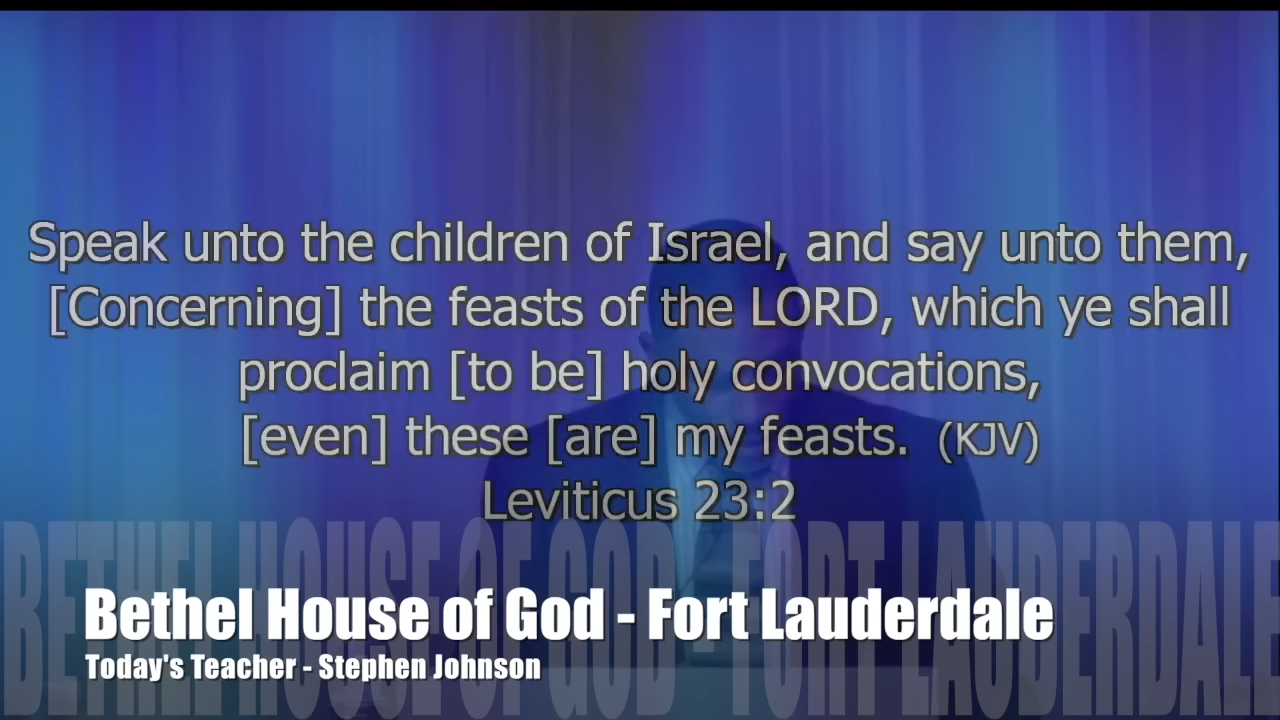 Speak unto the children of Israel, and say unto them,
[Concerning] the feasts of the LORD, which ye shall
proclaim [to be] holy convocations,
[even] these [are] my feasts. (KJV)
Leviticus 23:2
BETHEL HOUSE OF GOD - FORT LAUDERDALE
Bethel House of God - Fort Lauderdale
Today's Teacher - Stephen Johnson